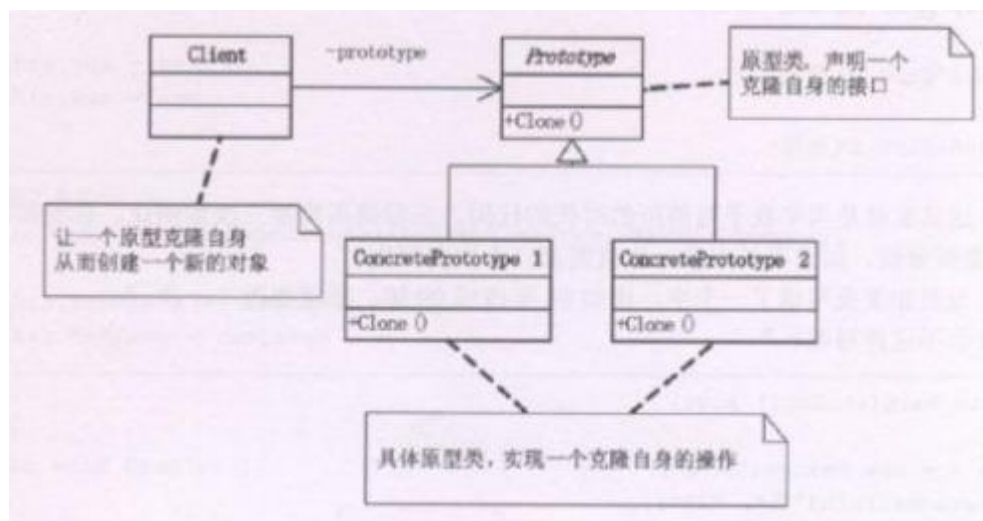 Client
-prototype
Prototype
+Clone()
原型类，声明一个
克隆自身的接口
让一个原型克隆自身
从而创建一个新的对象
ConcretePrototype 1
+Clone()
ConcretePrototype 2
+Clone()
具体原型类，实现一个克隆自身的操作